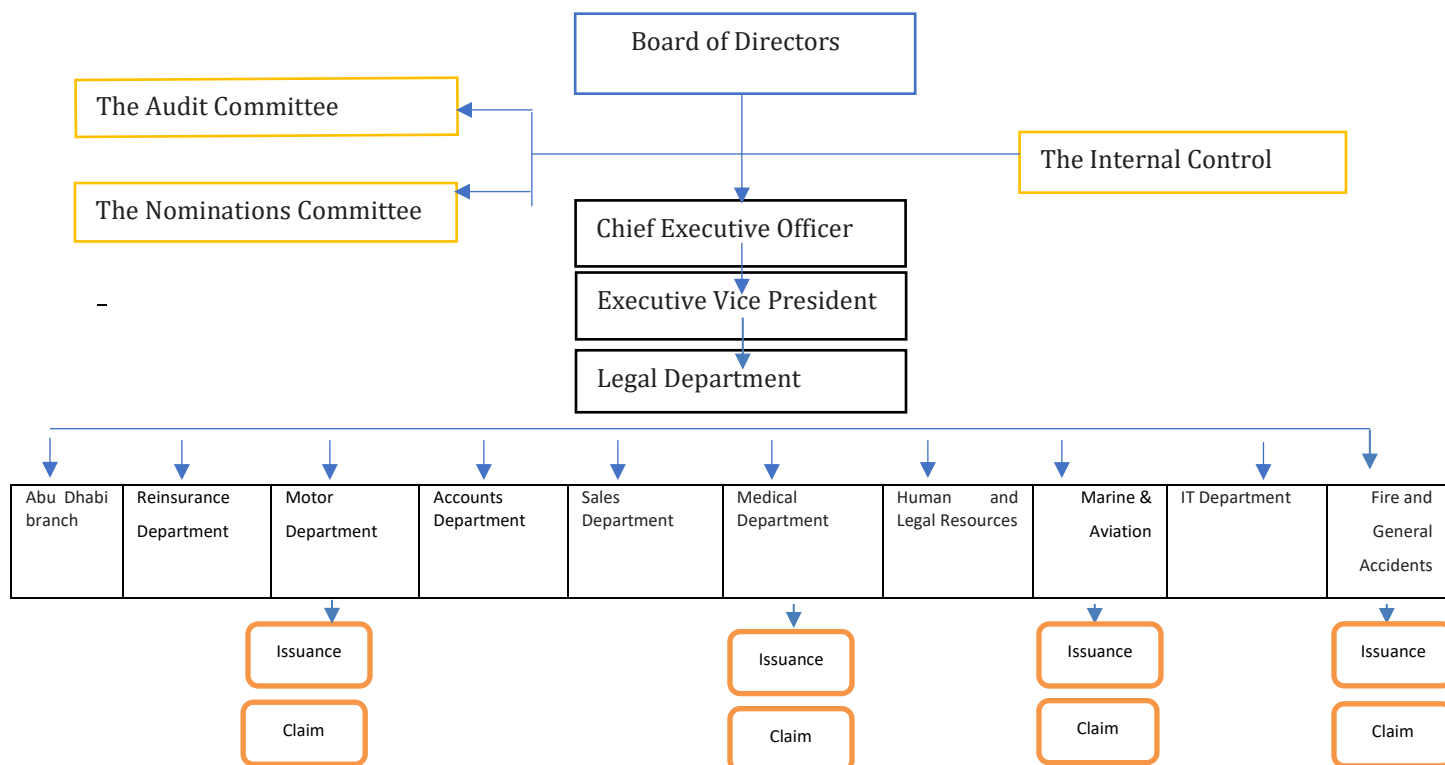 Board of Directors
The Audit Committee
The Internal Control
The Nominations Committee
Chief Executive Officer
Executive Vice President
Legal Department
Abu Dhabi
branch
Reinsurance
Department
Motor
Department
Accounts
Department
Sales
Department
Medical
Department
Human and
Legal Resources
Marine &
Aviation
IT Department
Fire and
General
Accidents
Issuance
Issuance
Issuance
Issuance
Claim
Claim
Claim
Claim